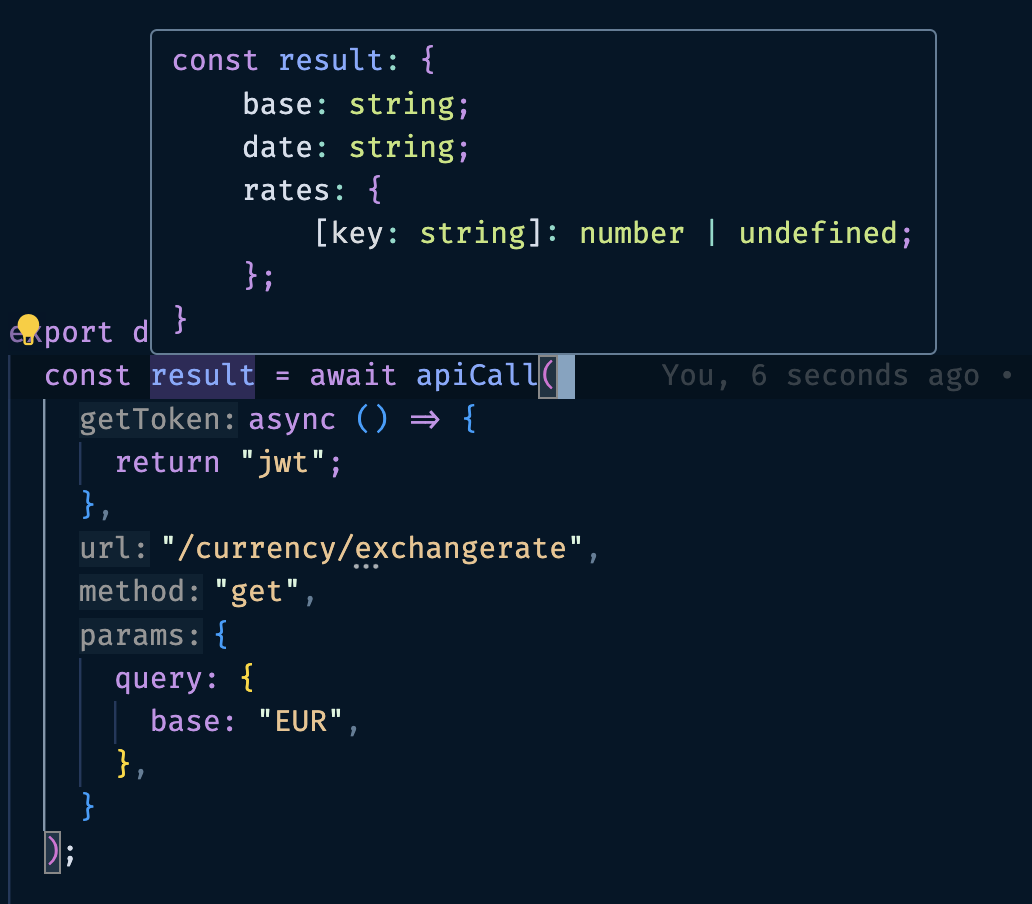 const result: {
    base: string;
    date: string;
    rates: {
        [key: string]: number | undefined;
    };
}
export d
const result = await apiCall( You, 6 seconds ago •
  getToken: async () => {
    return "jwt";
  },
  url: "/currency/exchangerate",
  method: "get",
  params: {
    query: {
      base: "EUR",
    },
  }
);